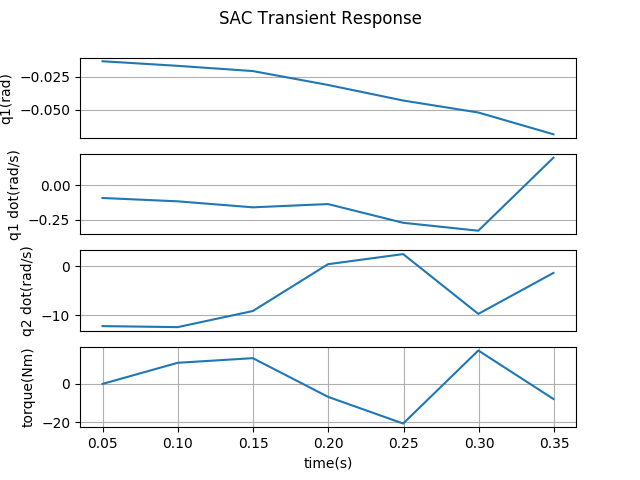 SAC Transient Response
q1(rad)
−0.025
−0.050
q1 dot(rad/s)
0.00
−0.25
q2 dot(rad/s)
0
−10
torque(Nm)
0
−20
0.05 0.10 0.15 0.20 0.25 0.30 0.35
time(s)